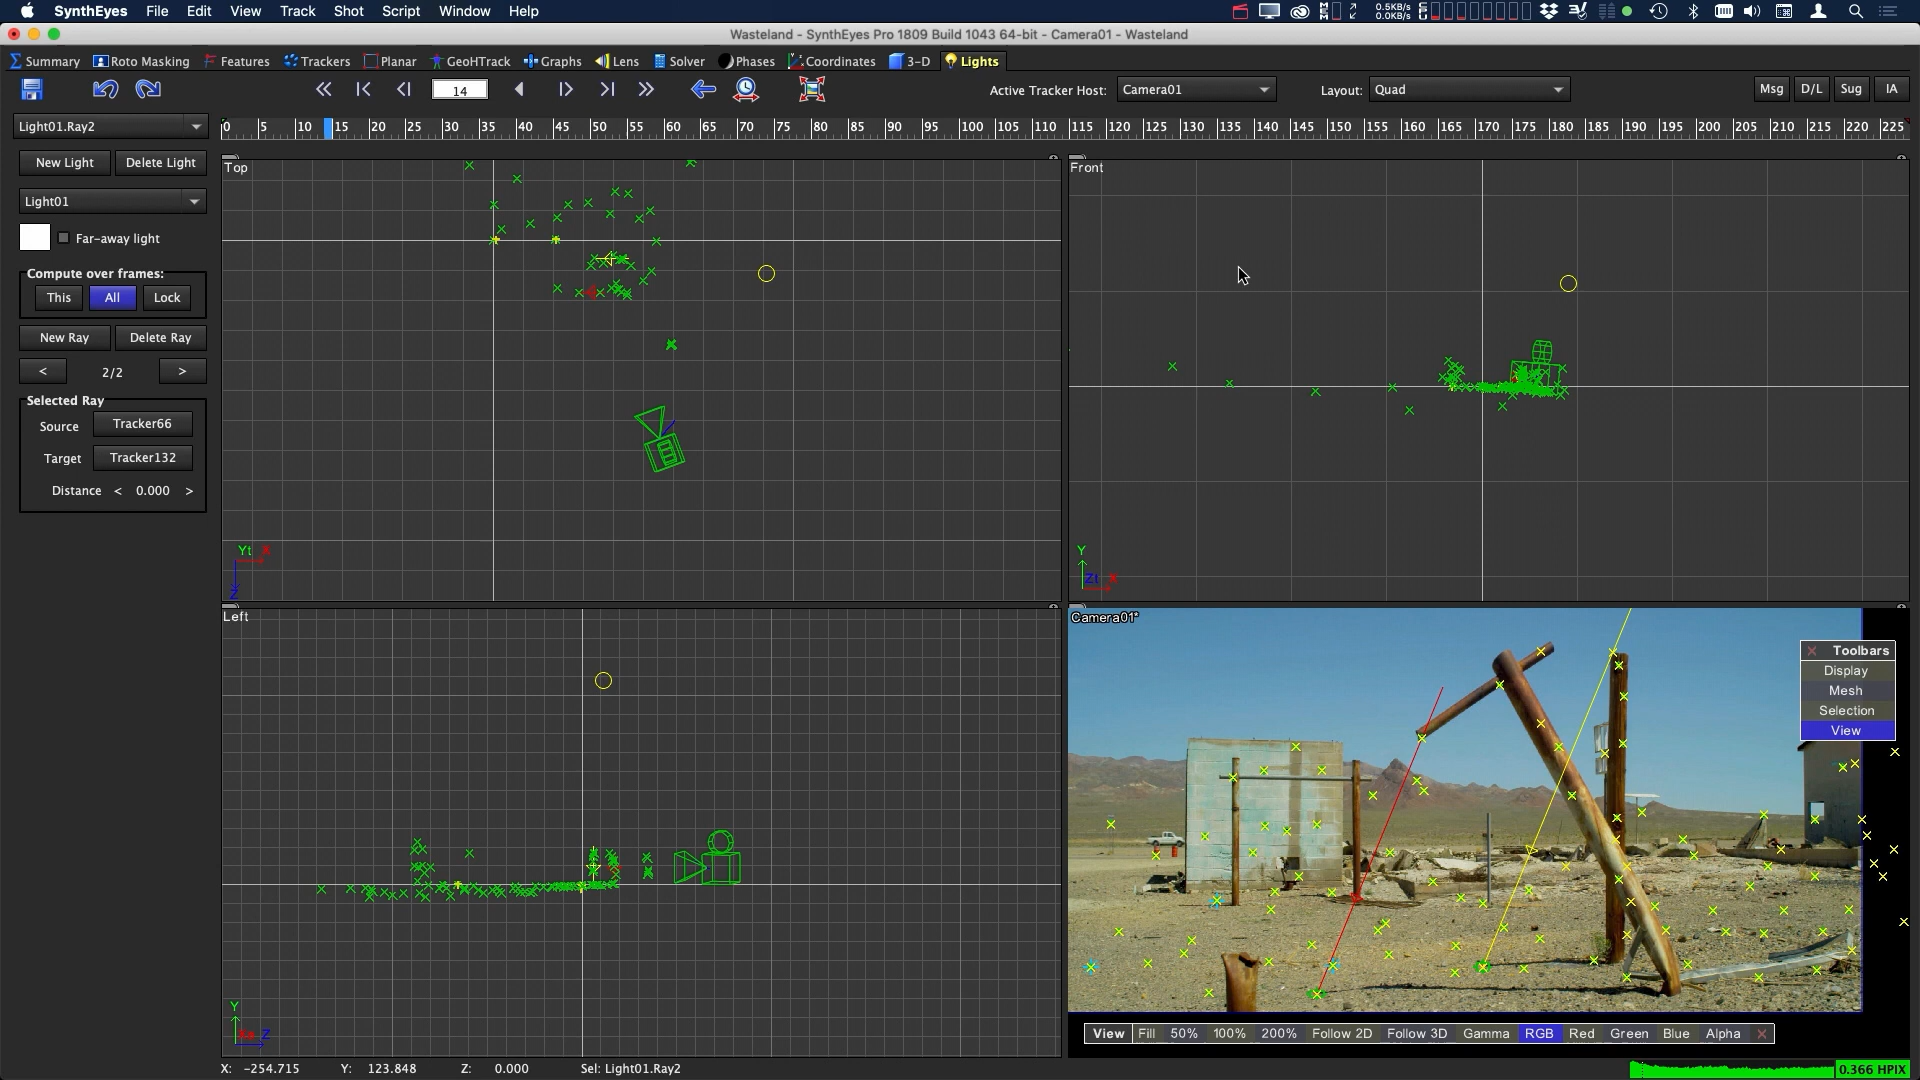 SynthEyes File Edit View Track Shot Script Window Help 0.5KB/s
0.0KB/s
Wasteland - SynthEyes Pro 1809 Build 1043 64-bit - Camera01 - Wasteland
Summary Roto Masking Features Trackers Planar GeoHTrack Graphs Lens Solver Phases Coordinates 3-D Lights
14 Active Tracker Host: Camera01 Layout: Quad Msg D/L Sug IA
Light01.Ray2
0 5 10 15 20 25 30 35 40 45 50 55 60 65 70 75 80 85 90 95 100 105 110 115 120 125 130 135 140 145 150 155 160 165 170 175 180 185 190 195 200 205 210 215 220 225
New Light Delete Light
Light01
Far-away light
Compute over frames:
This All Lock
New Ray Delete Ray
< 2/2 >
Selected Ray
Source Tracker66
Target Tracker132
Distance < 0.000 >
Top
Yt X
Z
Front
Y
Zt X
Left
Y
Xt Z
Camera01*
Toolbars
Display
Mesh
Selection
View
View Fill 50% 100% 200% Follow 2D Follow 3D Gamma RGB Red Green Blue Alpha
X: -254.715 Y: 123.848 Z: 0.000 Sel: Light01.Ray2
0.366 HPIX